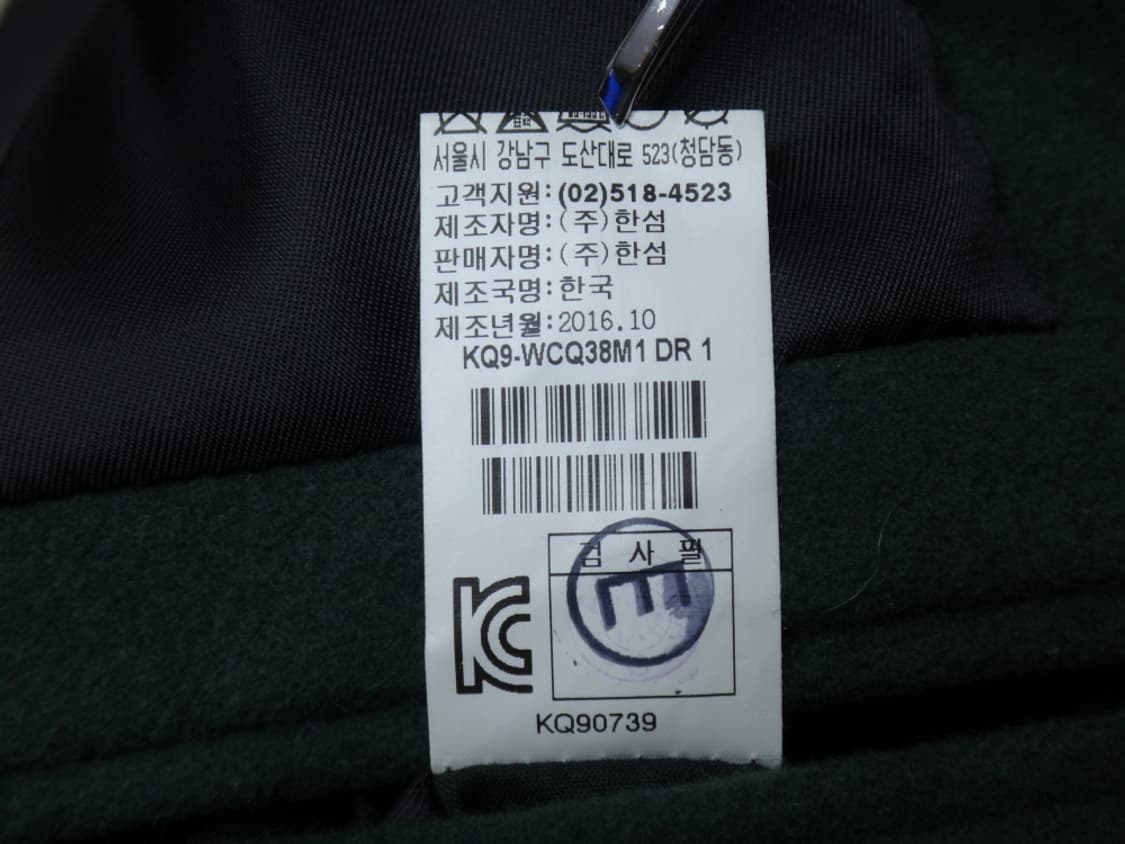 서울시 강남구 도산대로 523(청담동)
고객지원:(02)518-4523
제조자명:(주)한섬
판매자명:(주)한섬
제조국명:한국
제조년월:2016.10
KQ9-WCQ38M1 DR 1
검 사 필
E
KC
KQ90739